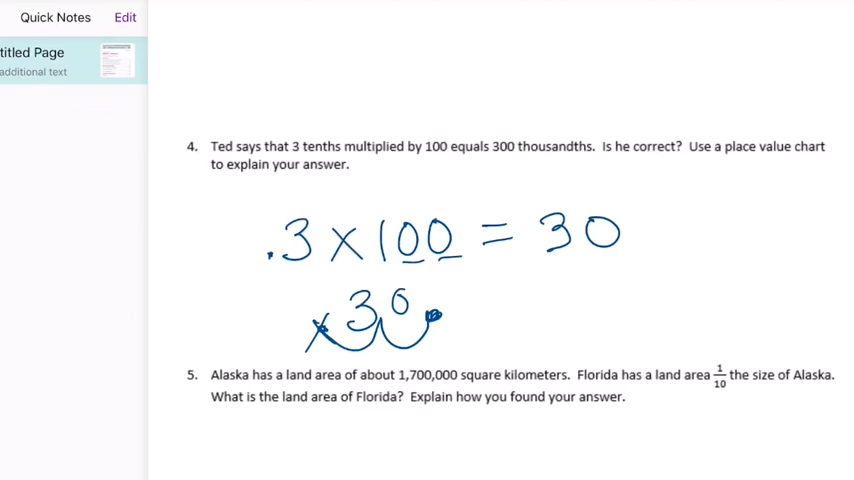 Quick Notes Edit
titled Page
additional text
4. Ted says that 3 tenths multiplied by 100 equals 300 thousandths. Is he correct? Use a place value chart
to explain your answer.
.3 × 100 = 30
30.
5. Alaska has a land area of about 1,700,000 square kilometers. Florida has a land area 1/10 the size of Alaska.
What is the land area of Florida? Explain how you found your answer.